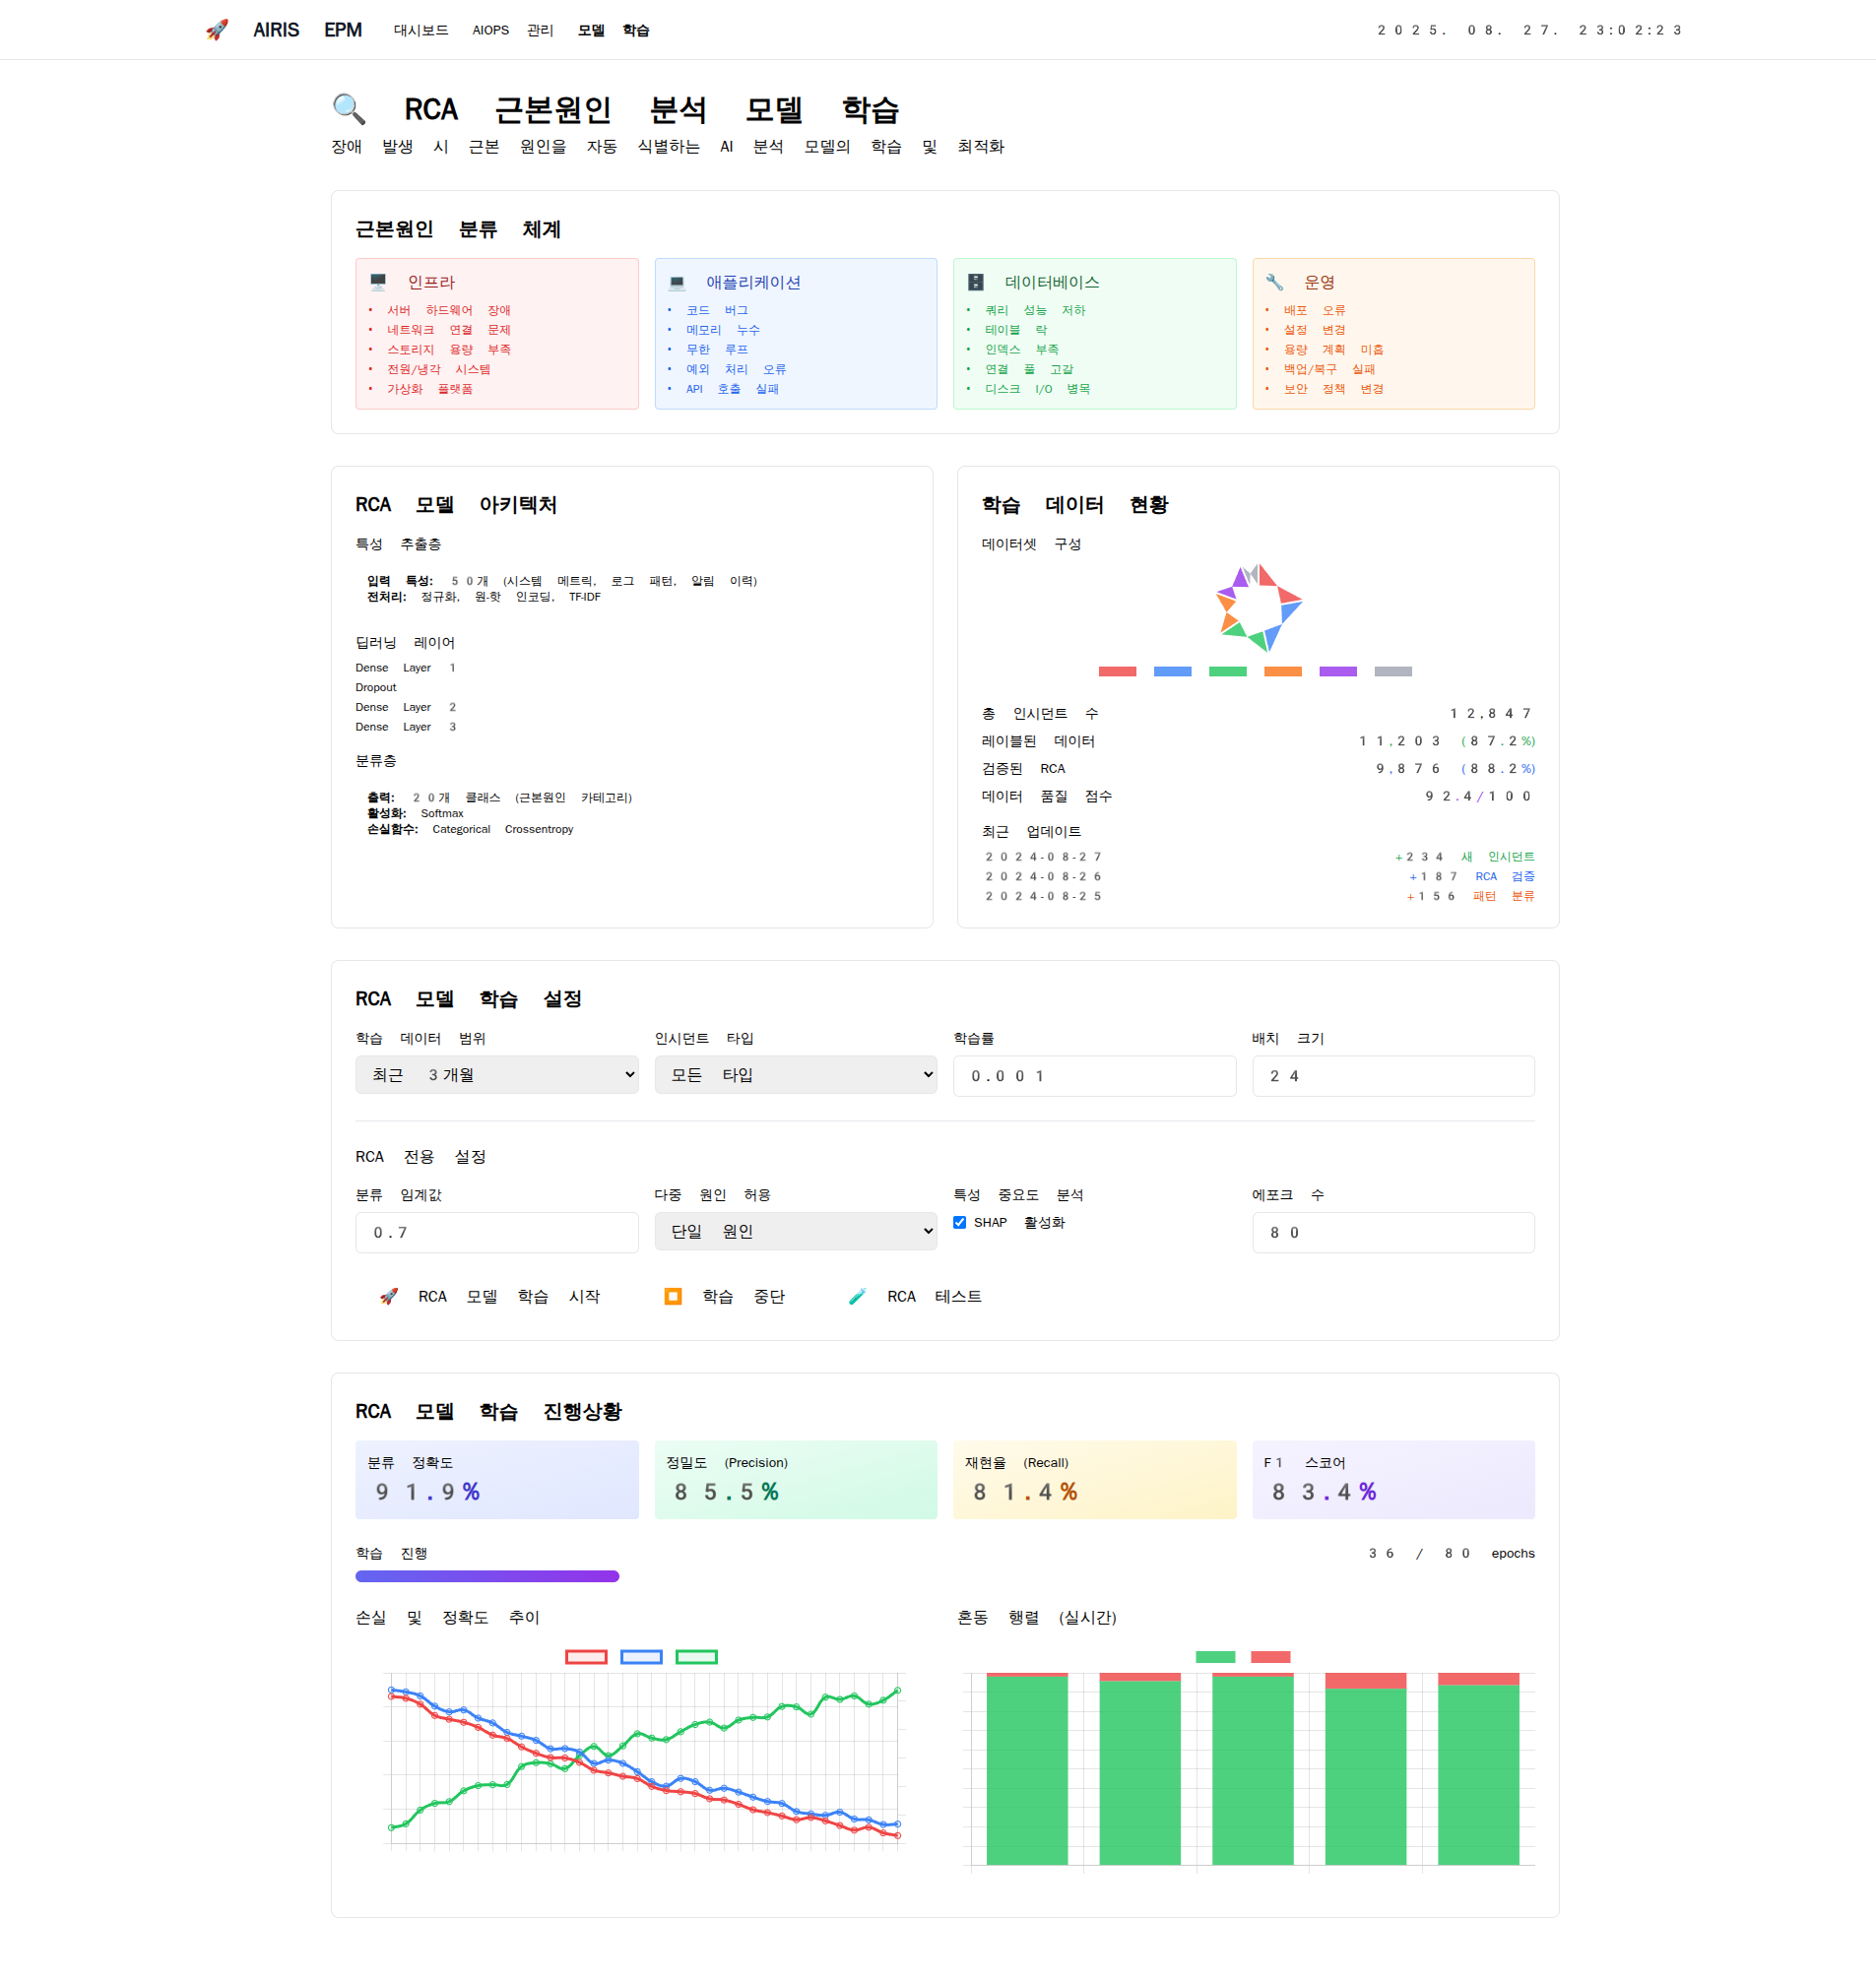 🚀 AIRIS EPM 대시보드 AIOPS 관리 모델 학습 2025. 08. 27. 23:02:23
🔍 RCA 근본원인 분석 모델 학습
장애 발생 시 근본 원인을 자동 식별하는 AI 분석 모델의 학습 및 최적화
근본원인 분류 체계
🖥️ 인프라
• 서버 하드웨어 장애
• 네트워크 연결 문제
• 스토리지 용량 부족
• 전원/냉각 시스템
• 가상화 플랫폼
💻 애플리케이션
• 코드 버그
• 메모리 누수
• 무한 루프
• 예외 처리 오류
• API 호출 실패
🗄️ 데이터베이스
• 쿼리 성능 저하
• 테이블 락
• 인덱스 부족
• 연결 풀 고갈
• 디스크 I/O 병목
🔧 운영
• 배포 오류
• 설정 변경
• 용량 계획 미흡
• 백업/복구 실패
• 보안 정책 변경
RCA 모델 아키텍처
특성 추출층
입력 특성: 50개 (시스템 메트릭, 로그 패턴, 알림 이력)
전처리: 정규화, 원-핫 인코딩, TF-IDF
딥러닝 레이어
Dense Layer 1
Dropout
Dense Layer 2
Dense Layer 3
분류층
출력: 20개 클래스 (근본원인 카테고리)
활성화: Softmax
손실함수: Categorical Crossentropy
학습 데이터 현황
데이터셋 구성
총 인시던트 수 12,847
레이블된 데이터 11,203 (87.2%)
검증된 RCA 9,876 (88.2%)
데이터 품질 점수 92.4/100
최근 업데이트
2024-08-27 +234 새 인시던트
2024-08-26 +187 RCA 검증
2024-08-25 +156 패턴 분류
RCA 모델 학습 설정
학습 데이터 범위
최근 3개월
인시던트 타입
모든 타입
학습률
0.001
배치 크기
24
RCA 전용 설정
분류 임계값
0.7
다중 원인 허용
단일 원인
특성 중요도 분석
SHAP 활성화
에포크 수
80
🚀 RCA 모델 학습 시작 ⏹️ 학습 중단 🧪 RCA 테스트
RCA 모델 학습 진행상황
분류 정확도
91.9%
정밀도 (Precision)
85.5%
재현율 (Recall)
81.4%
F1 스코어
83.4%
학습 진행 36 / 80 epochs
손실 및 정확도 추이
혼동 행렬 (실시간)